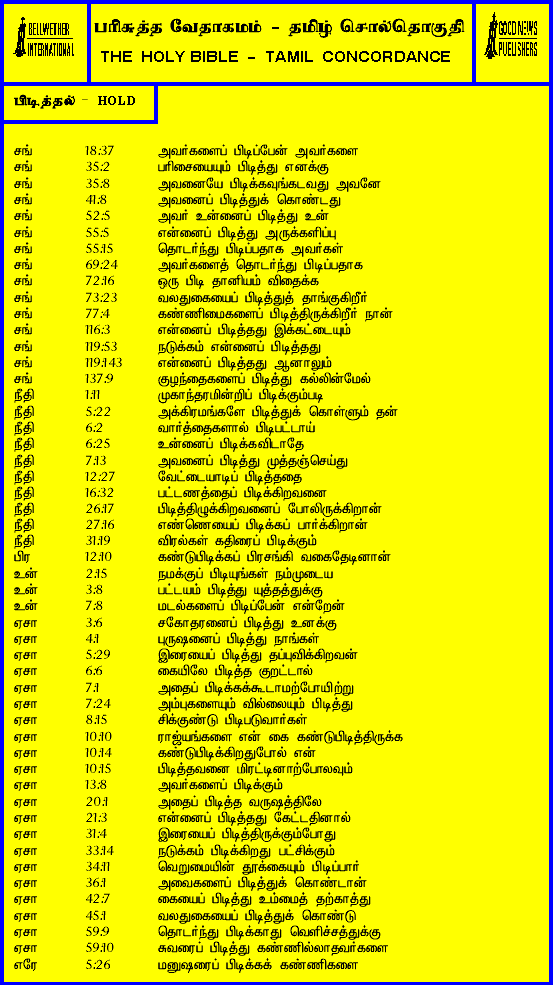 BELLWETHER
INTERNATIONAL
பரிசுத்த வேதாகமம் - தமிழ் சொல்தொகுதி
THE HOLY BIBLE - TAMIL CONCORDANCE
GOOD NEWS
PUBLISHERS
பிடித்தல் - HOLD
சங் 18:37 அவர்களைப் பிடிப்பேன் அவர்களை
சங் 35:2 பரிசையையும் பிடித்து எனக்கு
சங் 35:8 அவனையே பிடிக்கவுங்கடவது அவனே
சங் 41:8 அவனைப் பிடித்துக் கொண்டது
சங் 52:5 அவர் உன்னைப் பிடித்து உன்
சங் 55:5 என்னைப் பிடித்து அருக்களிப்பு
சங் 55:15 தொடர்ந்து பிடிப்பதாக அவர்கள்
சங் 69:24 அவர்களைத் தொடர்ந்து பிடிப்பதாக
சங் 72:16 ஒரு பிடி தானியம் விதைக்க
சங் 73:23 வலதுகையைப் பிடித்துத் தாங்குகிறீர்
சங் 77:4 கண்ணிமைகளைப் பிடித்திருக்கிறீர் நான்
சங் 116:3 என்னைப் பிடித்தது இக்கட்டையும்
சங் 119:53 நடுக்கம் என்னைப் பிடித்தது
சங் 119:143 என்னைப் பிடித்தது ஆனாலும்
சங் 137:9 குழந்தைகளைப் பிடித்து கல்லின்மேல்
நீதி 1:11 முகாந்தரமின்றிப் பிடிக்கும்படி
நீதி 5:22 அக்கிரமங்களே பிடித்துக் கொள்ளும் தன்
நீதி 6:2 வார்த்தைகளால் பிடிபட்டாய்
நீதி 6:25 உன்னைப் பிடிக்கவிடாதே
நீதி 7:13 அவனைப் பிடித்து முத்தஞ்செய்து
நீதி 12:27 வேட்டையாடிப் பிடித்ததை
நீதி 16:32 பட்டணத்தைப் பிடிக்கிறவனை
நீதி 26:17 பிடித்திழுக்கிறவனைப் போலிருக்கிறான்
நீதி 27:16 எண்ணெயைப் பிடிக்கப் பார்க்கிறான்
நீதி 31:19 விரல்கள் கதிரைப் பிடிக்கும்
பிர 12:10 கண்டுபிடிக்கப் பிரசங்கி வகைதேடினான்
உன் 2:15 நமக்குப் பிடியுங்கள் நம்முடைய
உன் 3:8 பட்டயம் பிடித்து யுத்தத்துக்கு
உன் 7:8 மடல்களைப் பிடிப்பேன் என்றேன்
ஏசா 3:6 சகோதரனைப் பிடித்து உனக்கு
ஏசா 4:1 புருஷனைப் பிடித்து நாங்கள்
ஏசா 5:29 இரையைப் பிடித்து தப்புவிக்கிறவன்
ஏசா 6:6 கையிலே பிடித்த குறட்டால்
ஏசா 7:1 அதைப் பிடிக்கக்கூடாமற்போயிற்று
ஏசா 7:24 அம்புகளையும் வில்லையும் பிடித்து
ஏசா 8:15 சிக்குண்டு பிடிபடுவார்கள்
ஏசா 10:10 ராஜ்யங்களை என் கை கண்டுபிடித்திருக்க
ஏசா 10:14 கண்டுபிடிக்கிறதுபோல் என்
ஏசா 10:15 பிடித்தவனை மிரட்டினாற்போலவும்
ஏசா 13:8 அவர்களைப் பிடிக்கும்
ஏசா 20:1 அதைப் பிடித்த வருஷத்திலே
ஏசா 21:3 என்னைப் பிடித்தது கேட்டதினால்
ஏசா 31:4 இரையைப் பிடித்திருக்கும்போது
ஏசா 33:14 நடுக்கம் பிடிக்கிறது பட்சிக்கும்
ஏசா 34:11 வெறுமையின் தூக்கையும் பிடிப்பார்
ஏசா 36:1 அவைகளைப் பிடித்துக் கொண்டான்
ஏசா 42:7 கையைப் பிடித்து உம்மைத் தற்காத்து
ஏசா 45:1 வலதுகையைப் பிடித்துக் கொண்டு
ஏசா 59:9 தொடர்ந்து பிடிக்காது வெளிச்சத்துக்கு
ஏசா 59:10 சுவரைப் பிடித்து கண்ணில்லாதவர்களை
எரே 5:26 மனுஷரைப் பிடிக்கக் கண்ணிகளை